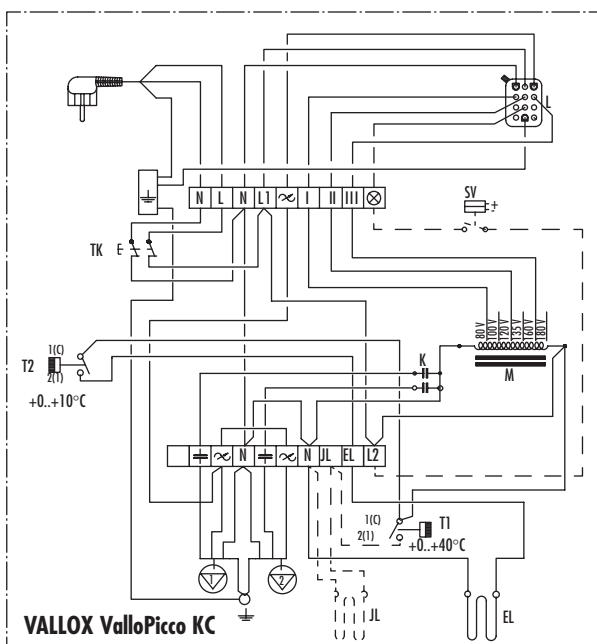 L
N L N L1 I II III
SV
+
TK
80 V 100 V 120 V 135 V 160 V 180 V
1(C)
T2
2(1)
+0..+10°C
K
M
N N JL EL L2
1(C)
T1
2(1)
+0..+40°C
1 2
JL
EL
VALLOX ValloPicco KC